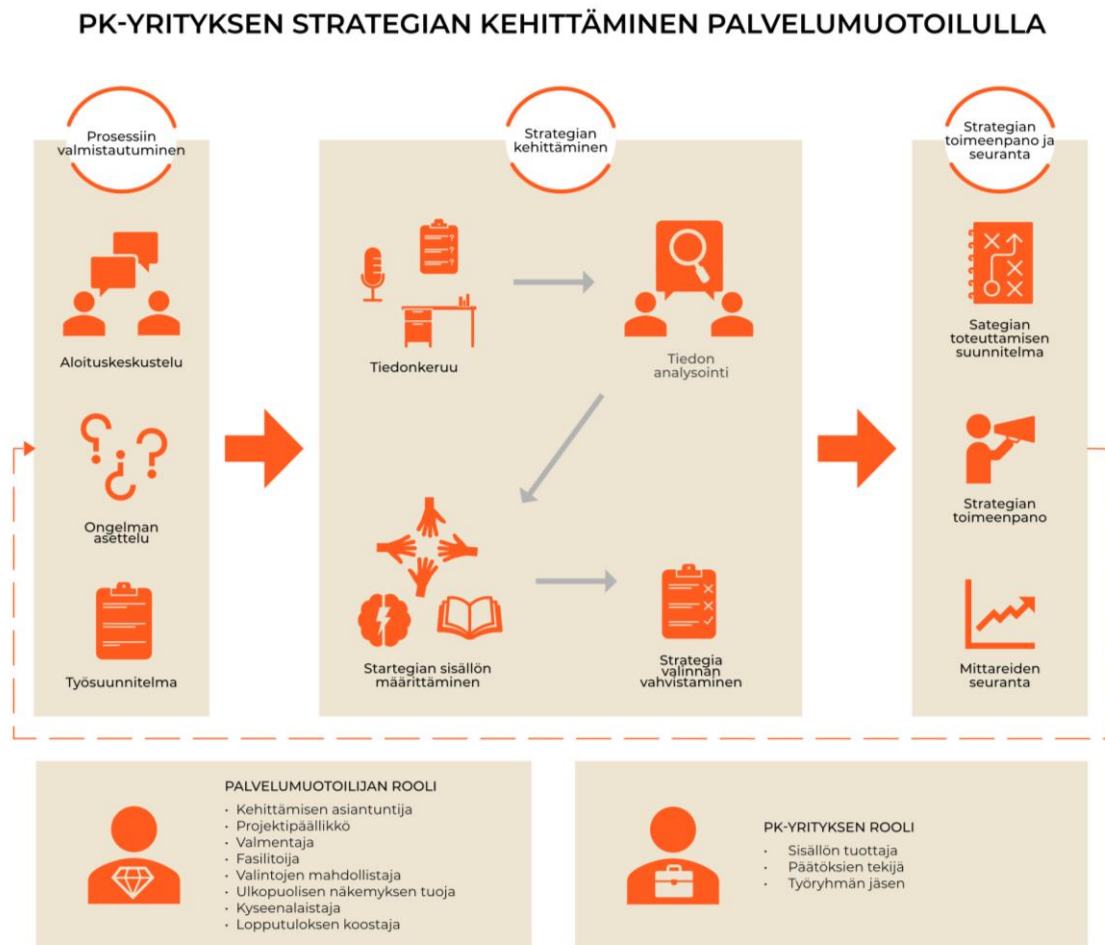 PK-YRITYKSEN STRATEGIAN KEHITTÄMINEN PALVELUMUOTOILULLA
Prosessiin
valmistautuminen
Aloituskeskustelu
Ongelman
asettelu
Työsuunnitelma
Strategian
kehittäminen
Tiedonkeruu
Tiedon
analysointi
Startegian sisällön
määrittäminen
Strategia
valinnan
vahvistaminen
Strategian
toimeenpano ja
seuranta
Sategian
toteuttamisen
suunnitelma
Strategian
toimeenpano
Mittareiden
seuranta
PALVELUMUOTOILIJAN ROOLI
• Kehittämisen asiantuntija
• Projektipäällikkö
• Valmentaja
• Fasilitoija
• Valintojen mahdollistaja
• Ulkopuolisen näkemyksen tuoja
• Kyseenalaistaja
• Lopputuloksen koostaja
PK-YRITYKSEN ROOLI
• Sisällön tuottaja
• Päätöksien tekijä
• Työryhmän jäsen